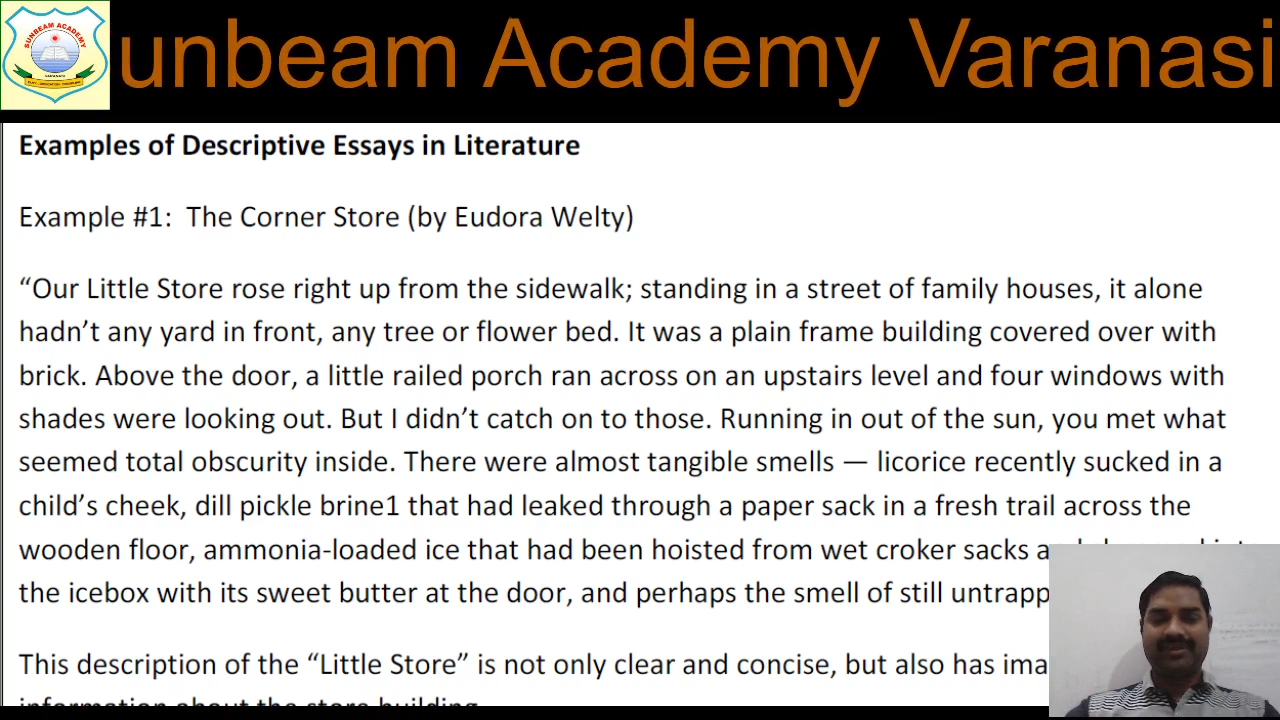 unbeam Academy Varanasi
SUNBEAM ACADEMY
VARANASI
Examples of Descriptive Essays in Literature
Example #1:  The Corner Store (by Eudora Welty)
“Our Little Store rose right up from the sidewalk; standing in a street of family houses, it alone
hadn’t any yard in front, any tree or flower bed. It was a plain frame building covered over with
brick. Above the door, a little railed porch ran across on an upstairs level and four windows with
shades were looking out. But I didn’t catch on to those. Running in out of the sun, you met what
seemed total obscurity inside. There were almost tangible smells — licorice recently sucked in a
child’s cheek, dill pickle brine1 that had leaked through a paper sack in a fresh trail across the
wooden floor, ammonia-loaded ice that had been hoisted from wet croker sacks
the icebox with its sweet butter at the door, and perhaps the smell of still untrapp
This description of the “Little Store” is not only clear and concise, but also has ima
information about the store building.